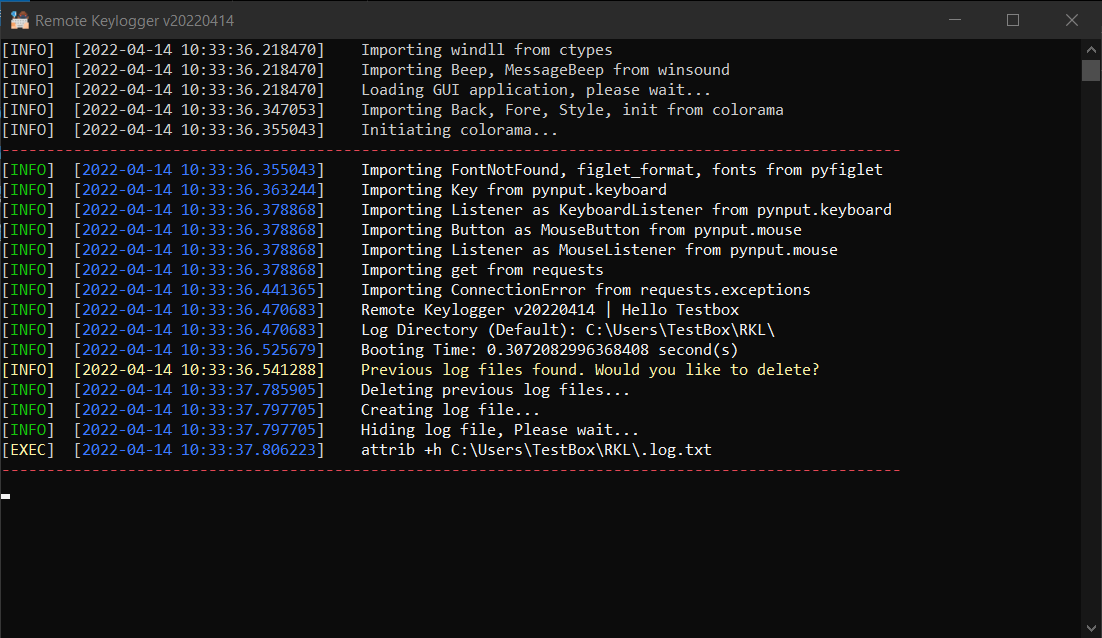 Remote Keylogger v20220414
[INFO] [2022-04-14 10:33:36.218470] Importing windll from ctypes
[INFO] [2022-04-14 10:33:36.218470] Importing Beep, MessageBeep from winsound
[INFO] [2022-04-14 10:33:36.218470] Loading GUI application, please wait...
[INFO] [2022-04-14 10:33:36.347053] Importing Back, Fore, Style, init from colorama
[INFO] [2022-04-14 10:33:36.355043] Initiating colorama...
----------------------------------------------------------------------------------------------------
[INFO] [2022-04-14 10:33:36.355043] Importing FontNotFound, figlet_format, fonts from pyfiglet
[INFO] [2022-04-14 10:33:36.363244] Importing Key from pynput.keyboard
[INFO] [2022-04-14 10:33:36.378868] Importing Listener as KeyboardListener from pynput.keyboard
[INFO] [2022-04-14 10:33:36.378868] Importing Button as MouseButton from pynput.mouse
[INFO] [2022-04-14 10:33:36.378868] Importing Listener as MouseListener from pynput.mouse
[INFO] [2022-04-14 10:33:36.378868] Importing get from requests
[INFO] [2022-04-14 10:33:36.441365] Importing ConnectionError from requests.exceptions
[INFO] [2022-04-14 10:33:36.470683] Remote Keylogger v20220414 | Hello Testbox
[INFO] [2022-04-14 10:33:36.470683] Log Directory (Default): C:\Users\TestBox\RKL\
[INFO] [2022-04-14 10:33:36.525679] Booting Time: 0.3072082996368408 second(s)
[INFO] [2022-04-14 10:33:36.541288] Previous log files found. Would you like to delete?
[INFO] [2022-04-14 10:33:37.785905] Deleting previous log files...
[INFO] [2022-04-14 10:33:37.797705] Creating log file...
[INFO] [2022-04-14 10:33:37.797705] Hiding log file, Please wait...
[EXEC] [2022-04-14 10:33:37.806223] attrib +h C:\Users\TestBox\RKL\.log.txt
----------------------------------------------------------------------------------------------------